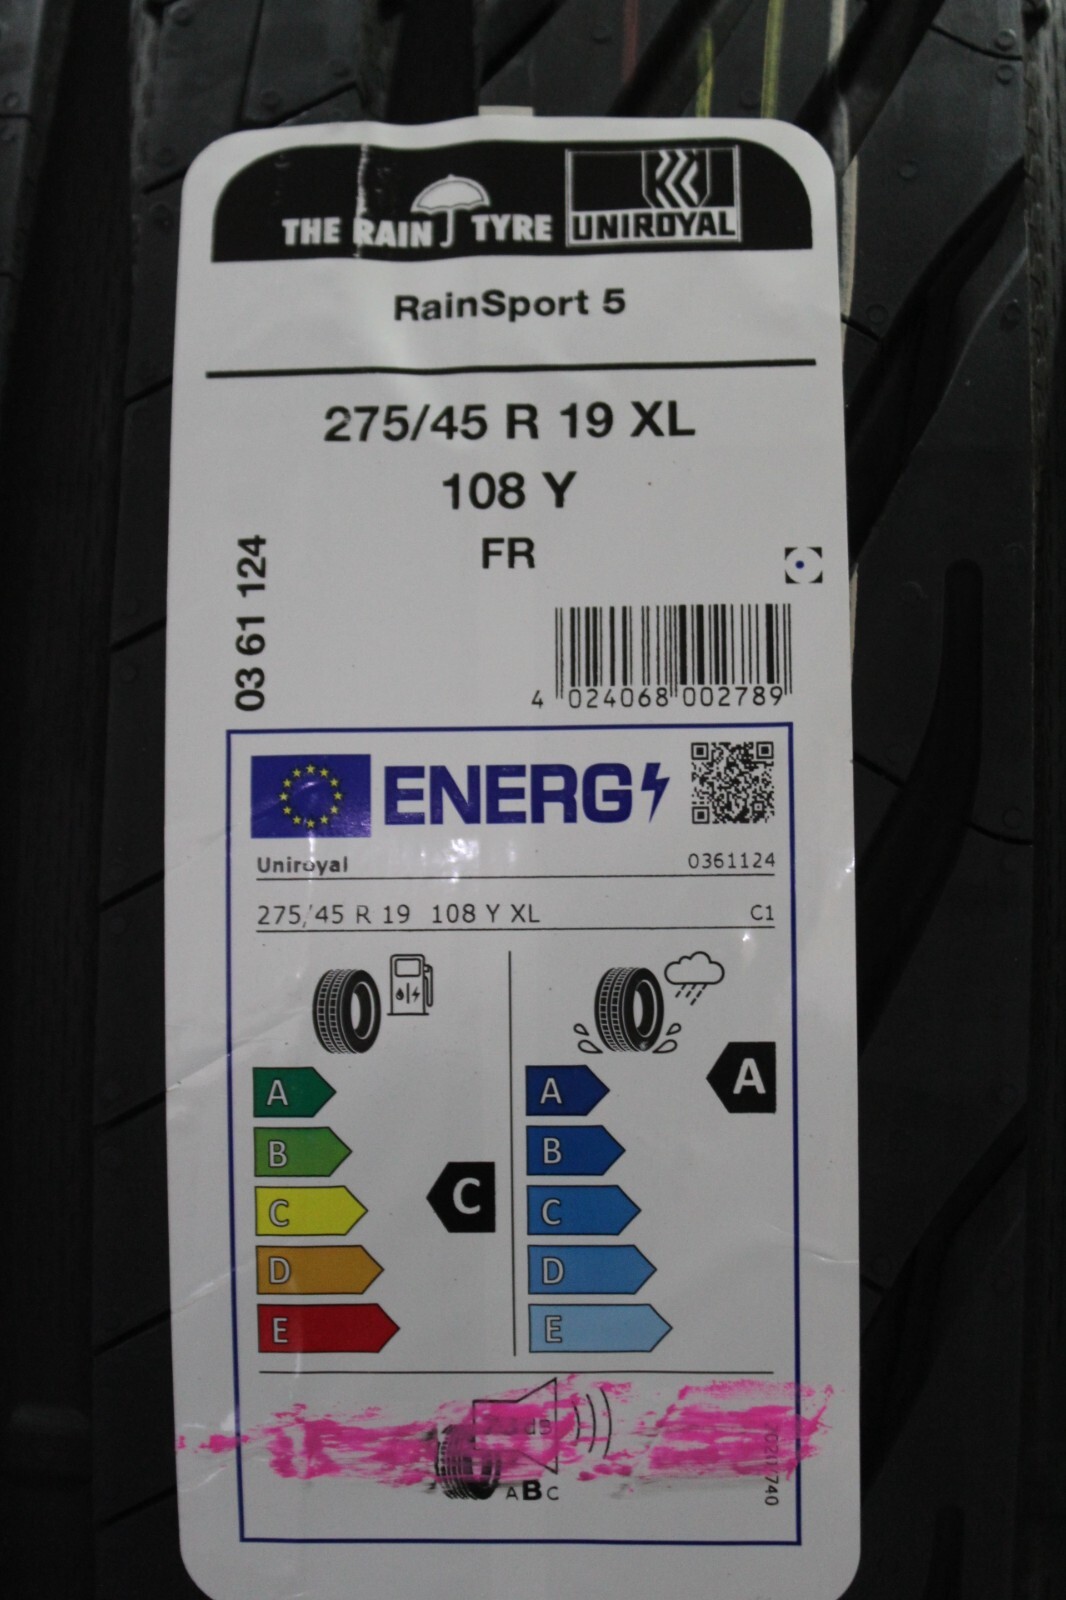 THE RAIN TYRE UNIROYAL
RainSport 5
275/45 R 19 XL
108 Y
FR
03 61 124
4 024068 002789
ENERG
Uniroyal 0361124
275/45 R 19 108 Y XL C1
A A A
B B
C C C
D D
E E
ABC